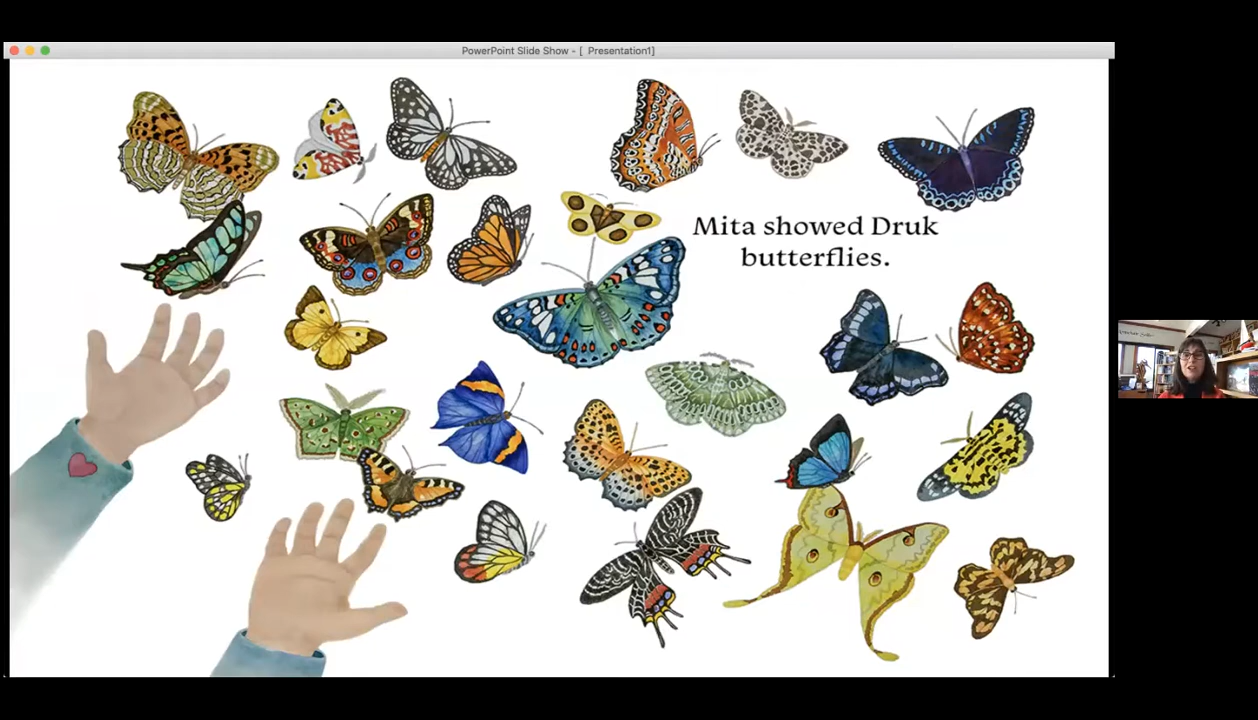 PowerPoint Slide Show - [ Presentation1]
Mita showed Druk
butterflies.